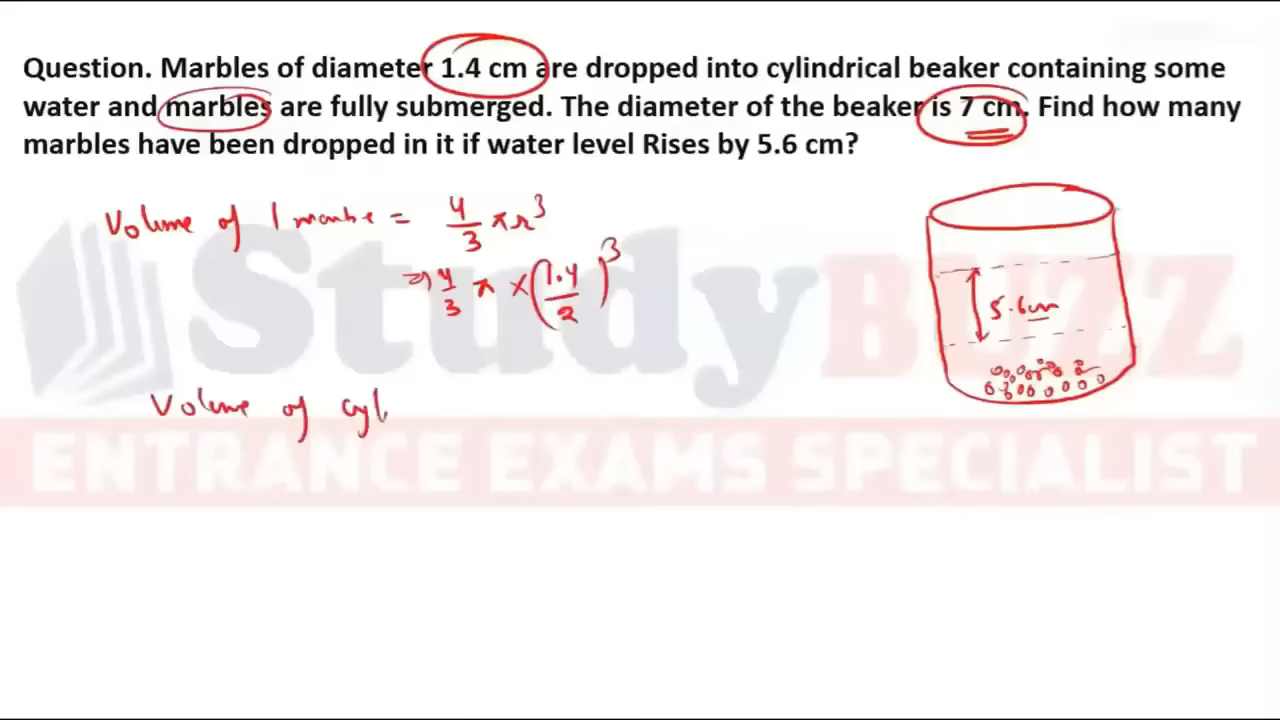 Question. Marbles of diameter 1.4 cm are dropped into cylindrical beaker containing some
water and marbles are fully submerged. The diameter of the beaker is 7 cm. Find how many
marbles have been dropped in it if water level Rises by 5.6 cm?
Volume of 1 marble = 4/3 πr³
⇒ 4/3 π × (1.4/2)³
5.6cm
Volume of cyl
StudyBUZZ
ENTRANCE EXAMS SPECIALIST